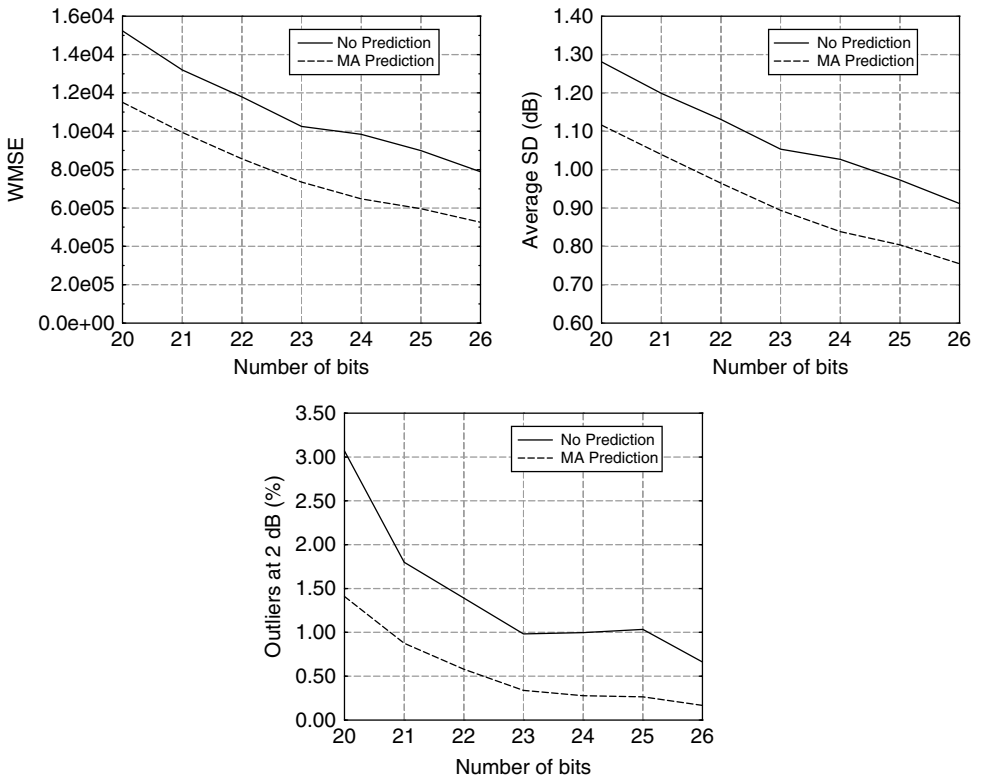 WMSE
1.6e04
1.4e04
1.2e04
1.0e04
8.0e05
6.0e05
4.0e05
2.0e05
0.0e+00
No Prediction
MA Prediction
20 21 22 23 24 25 26
Number of bits
Average SD (dB)
1.40
1.30
1.20
1.10
1.00
0.90
0.80
0.70
0.60
No Prediction
MA Prediction
20 21 22 23 24 25 26
Number of bits
Outliers at 2 dB (%)
3.50
3.00
2.50
2.00
1.50
1.00
0.50
0.00
No Prediction
MA Prediction
20 21 22 23 24 25 26
Number of bits